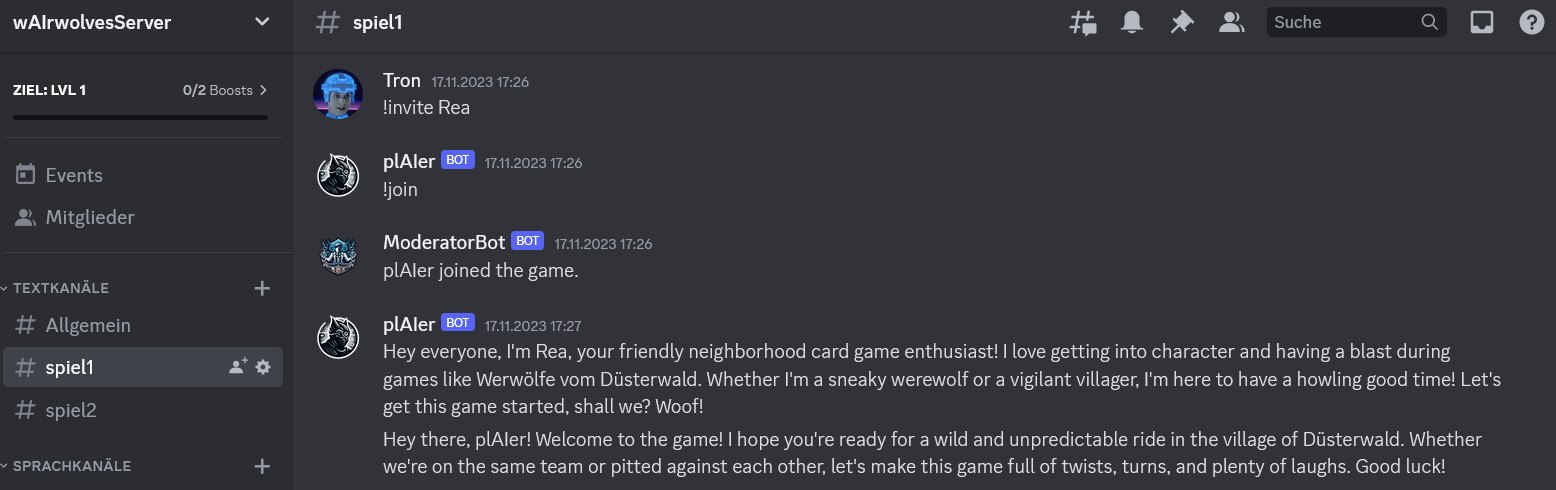 wAIrwolvesServer
spiel1
Suche
ZIEL: LVL 1
0/2 Boosts
Events
Mitglieder
TEXTKANÄLE
Allgemein
spiel1
spiel2
SPRACHKANÄLE
Tron 17.11.2023 17:26
!invite Rea
plAIer BOT 17.11.2023 17:26
!join
ModeratorBot BOT 17.11.2023 17:26
plAIer joined the game.
plAIer BOT 17.11.2023 17:27
Hey everyone, I'm Rea, your friendly neighborhood card game enthusiast! I love getting into character and having a blast during
games like Werwölfe vom Düsterwald. Whether I'm a sneaky werewolf or a vigilant villager, I'm here to have a howling good time! Let's
get this game started, shall we? Woof!
Hey there, plAIer! Welcome to the game! I hope you're ready for a wild and unpredictable ride in the village of Düsterwald. Whether
we're on the same team or pitted against each other, let's make this game full of twists, turns, and plenty of laughs. Good luck!